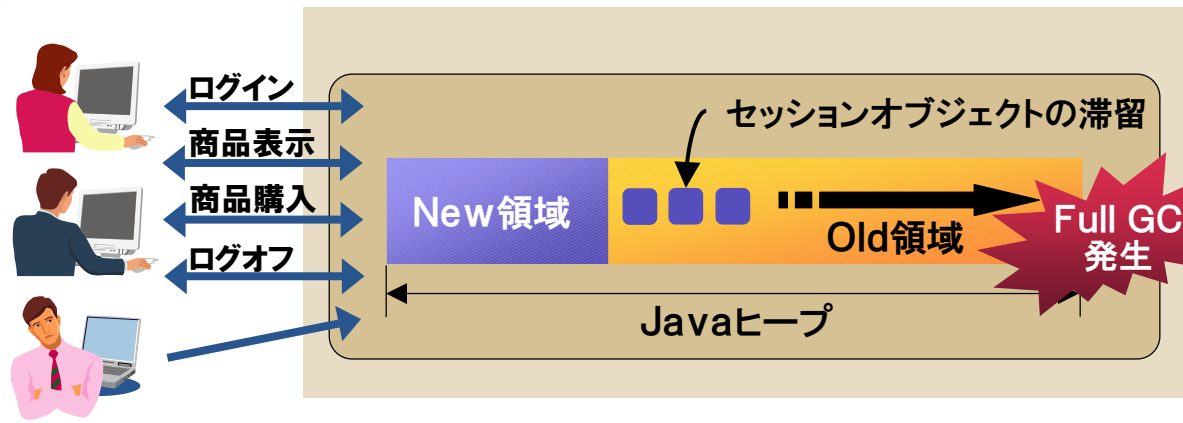 ログイン
商品表示
商品購入
ログオフ
セッションオブジェクトの滞留
New領域
Old領域
Full GC
発生
Javaヒープ